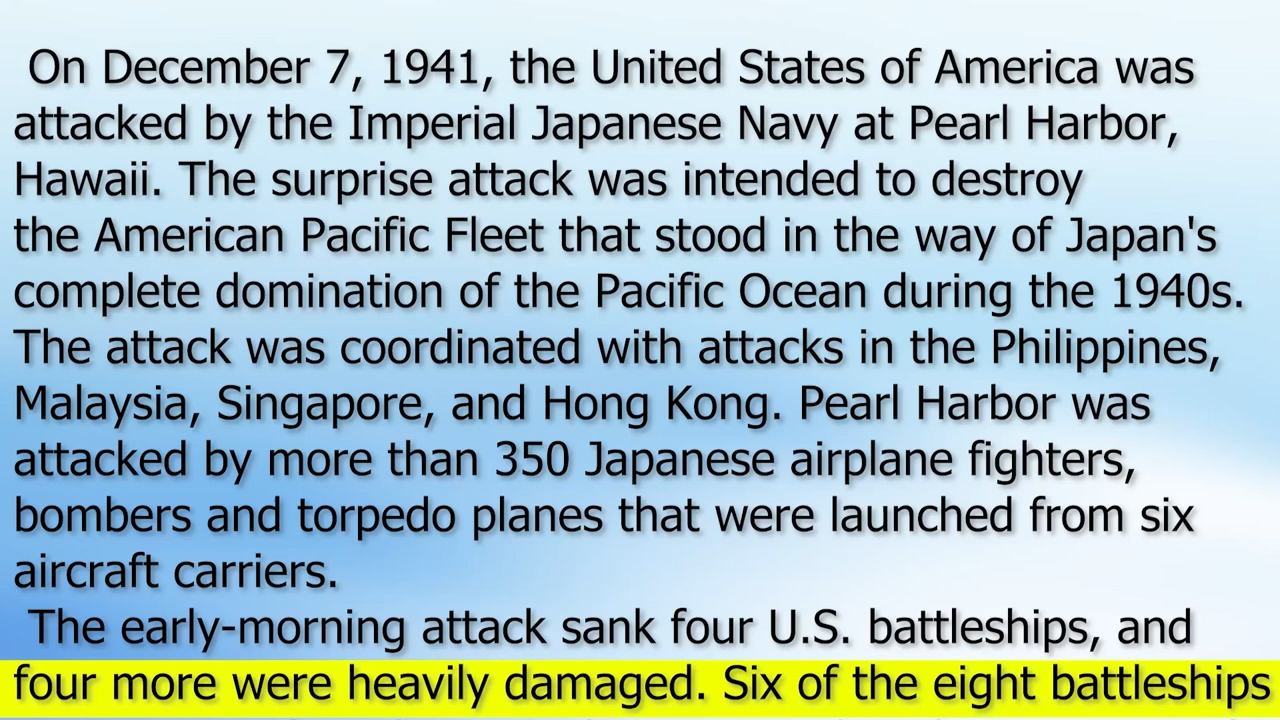 On December 7, 1941, the United States of America was
attacked by the Imperial Japanese Navy at Pearl Harbor,
Hawaii. The surprise attack was intended to destroy
the American Pacific Fleet that stood in the way of Japan's
complete domination of the Pacific Ocean during the 1940s.
The attack was coordinated with attacks in the Philippines,
Malaysia, Singapore, and Hong Kong. Pearl Harbor was
attacked by more than 350 Japanese airplane fighters,
bombers and torpedo planes that were launched from six
aircraft carriers.
The early-morning attack sank four U.S. battleships, and
four more were heavily damaged. Six of the eight battleships